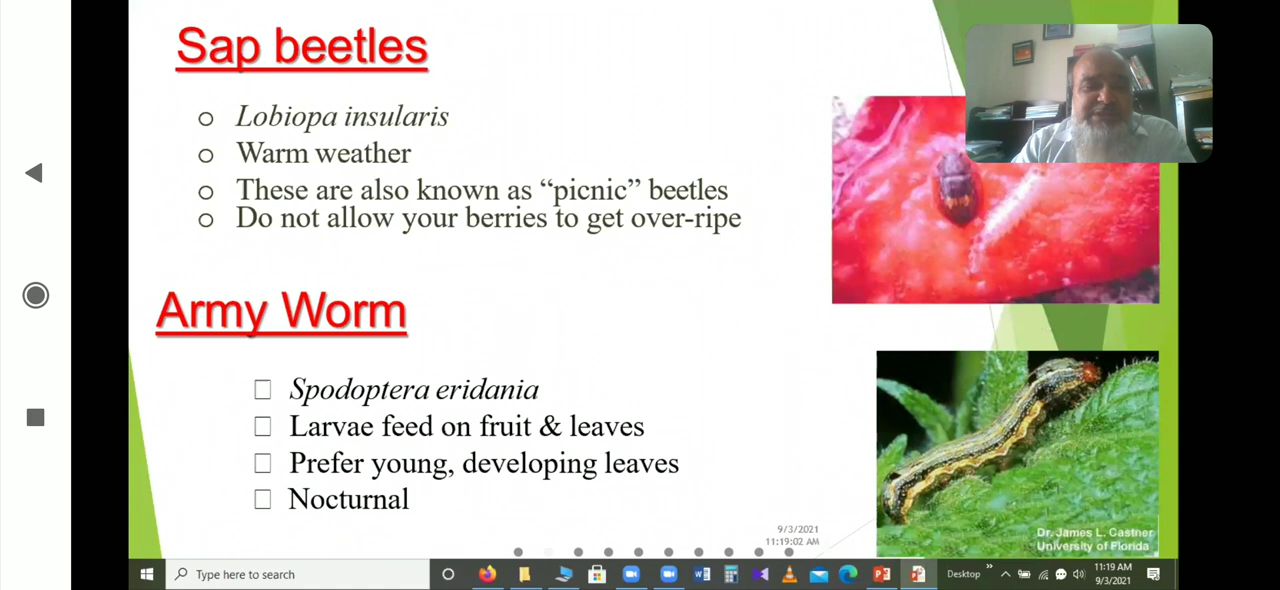 Sap beetles
Lobiopa insularis
Warm weather
These are also known as “picnic” beetles
Do not allow your berries to get over-ripe
Army Worm
Spodoptera eridania
Larvae feed on fruit & leaves
Prefer young, developing leaves
Nocturnal
9/3/2021
11:19:02 AM
Dr. James L. Castner
University of Florida
Type here to search
Desktop
11:19 AM
9/3/2021